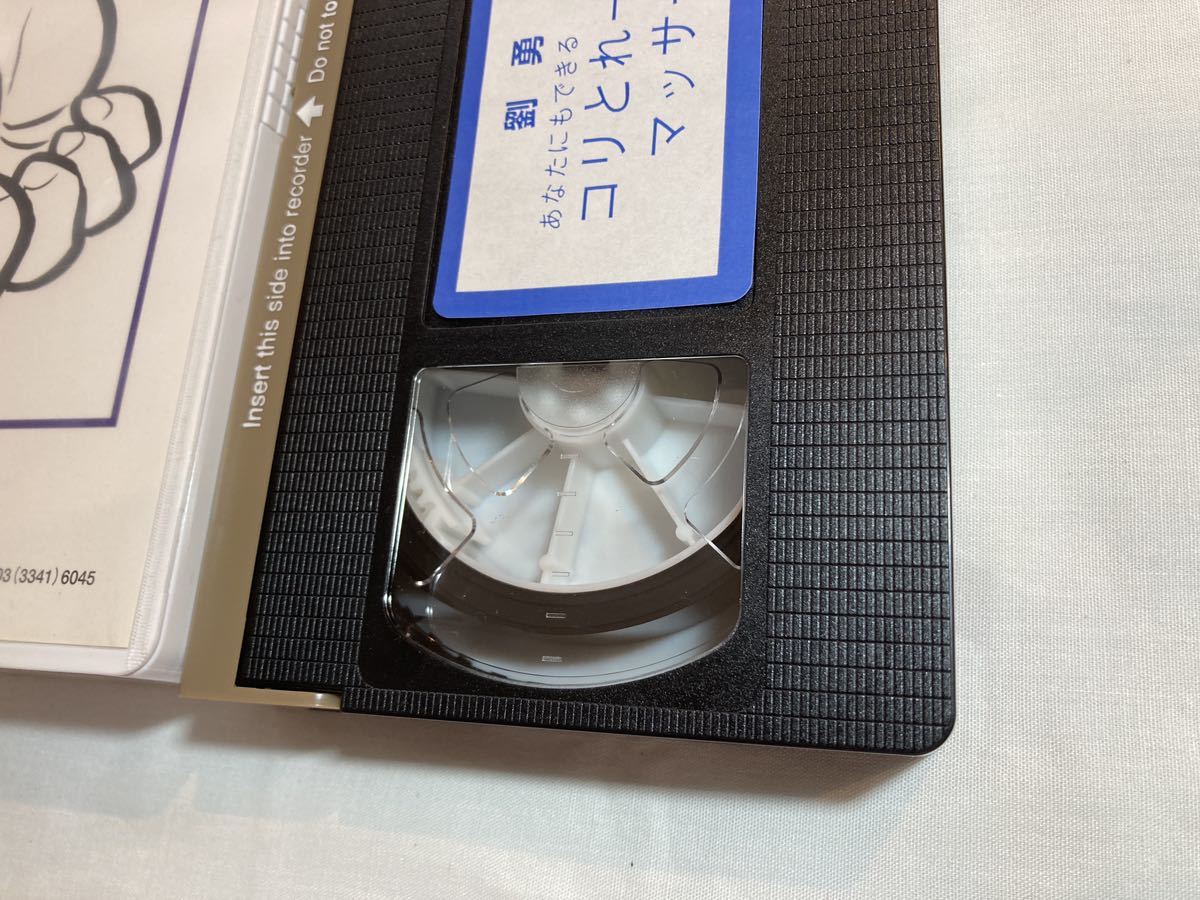 劉 勇
あなたにもできる
コリとれ
マッサ
Insert this side into recorder
Do not to
03(3341)6045